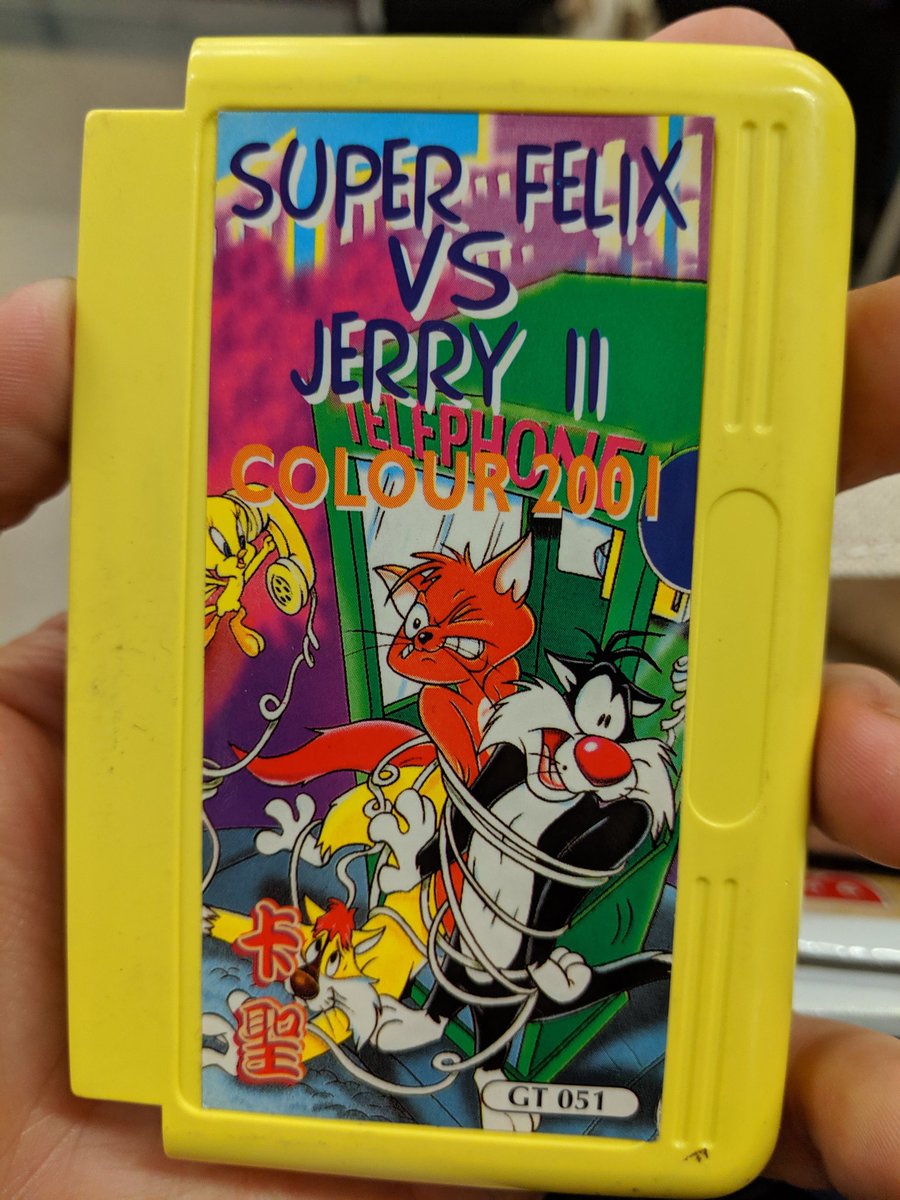 SUPER FELIX
VS
JERRY II
TELEPHONE
COLOUR 2001
卡
聖
GT 051